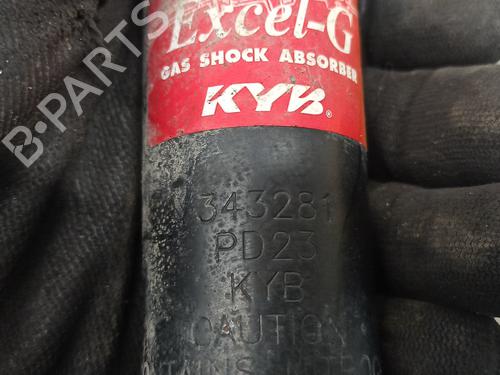 Excel-G
GAS SHOCK ABSORBER
KYB®
343281
PD23
KYB
CAUTION
B-PARTS